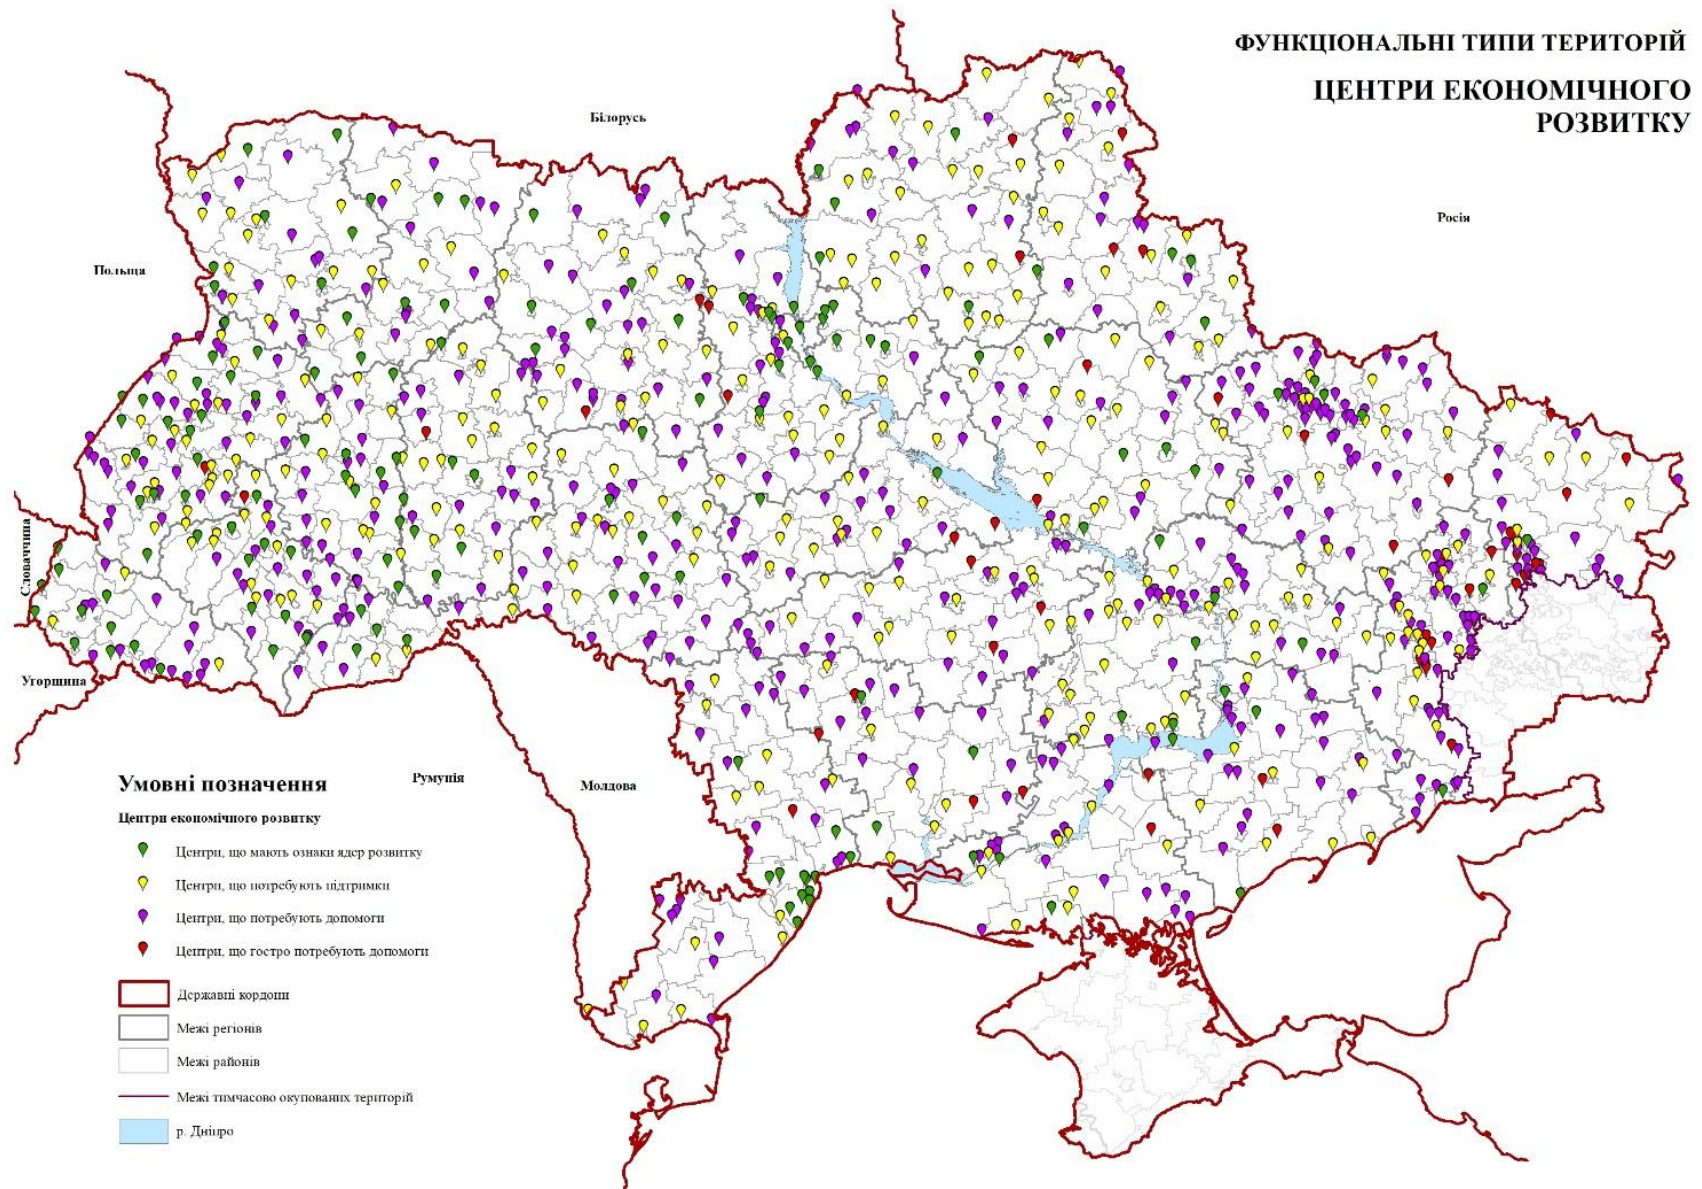 ФУНКЦІОНАЛЬНІ ТИПИ ТЕРИТОРІЙ
ЦЕНТРИ ЕКОНОМІЧНОГО
РОЗВИТКУ
Білорусь
Росія
Польща
Словаччина
Угорщина
Румунія
Молдова
Умовні позначення
Центри економічного розвитку
Центри, що мають ознаки ядер розвитку
Центри, що потребують підтримки
Центри, що потребують допомоги
Центри, що гостро потребують допомоги
Державні кордони
Межі регіонів
Межі районів
Межі тимчасово окупованих територій
р. Дніпро